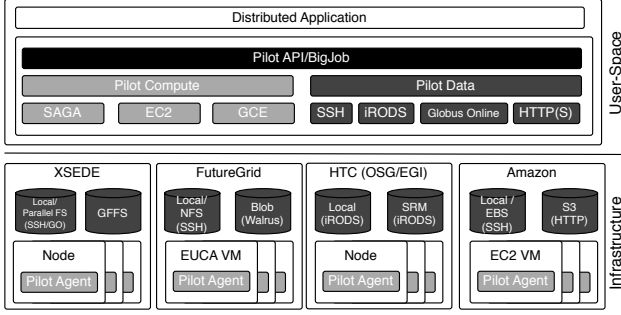 Distributed Application
Pilot API/BigJob
Pilot Compute
Pilot Data
SAGA
EC2
GCE
SSH
iRODS
Globus Online
HTTP(S)
User-Space
XSEDE
Local/
Parallel FS
(SSH/GO)
GFFS
Node
Pilot Agent
FutureGrid
Local/
NFS
(SSH)
Blob
(Walrus)
EUCA VM
Pilot Agent
HTC (OSG/EGI)
Local
(iRODS)
SRM
(iRODS)
Node
Pilot Agent
Amazon
Local /
EBS
(SSH)
S3
(HTTP)
EC2 VM
Pilot Agent
Infrastructure